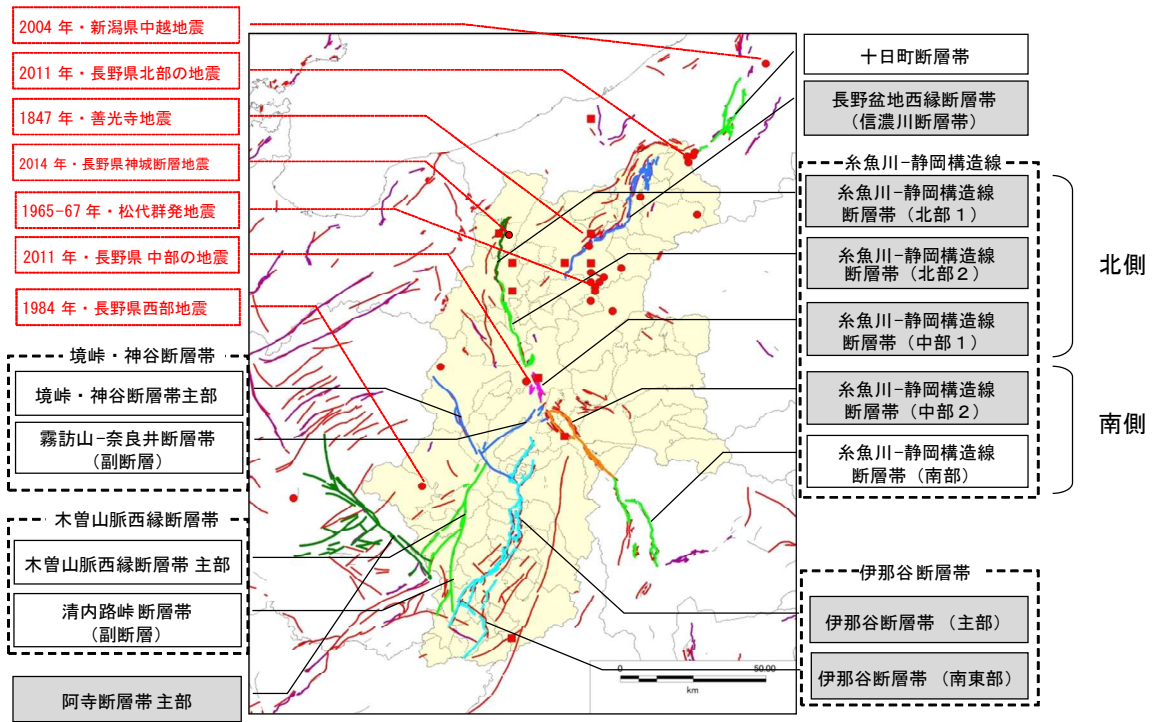 2004 年・新潟県中越地震
2011 年・長野県北部の地震
1847 年・善光寺地震
2014 年・長野県神城断層地震
1965-67 年・松代群発地震
2011 年・長野県 中部の地震
1984 年・長野県西部地震
境峠・神谷断層帯
境峠・神谷断層帯主部
霧訪山-奈良井断層帯
(副断層)
木曽山脈西縁断層帯
木曽山脈西縁断層帯 主部
清内路峠断層帯
(副断層)
阿寺断層帯 主部
0
50.00
km
十日町断層帯
長野盆地西縁断層帯
(信濃川断層帯)
糸魚川-静岡構造線
糸魚川-静岡構造線
断層帯(北部1)
糸魚川-静岡構造線
断層帯(北部2)
糸魚川-静岡構造線
断層帯(中部1)
糸魚川-静岡構造線
断層帯(中部2)
糸魚川-静岡構造線
断層帯(南部)
北側
南側
伊那谷断層帯
伊那谷断層帯 (主部)
伊那谷断層帯 (南東部)